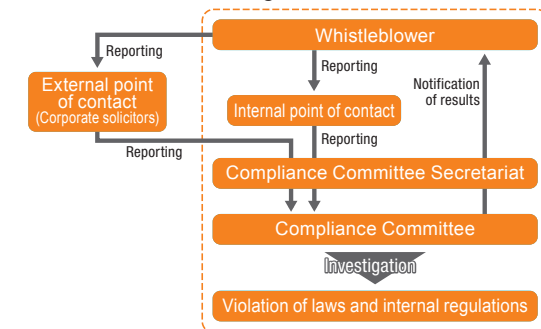 Whistleblower
Reporting
Reporting
Notification
of results
External point
of contact
(Corporate solicitors)
Internal point of contact
Reporting
Reporting
Compliance Committee Secretariat
Compliance Committee
Investigation
Violation of laws and internal regulations